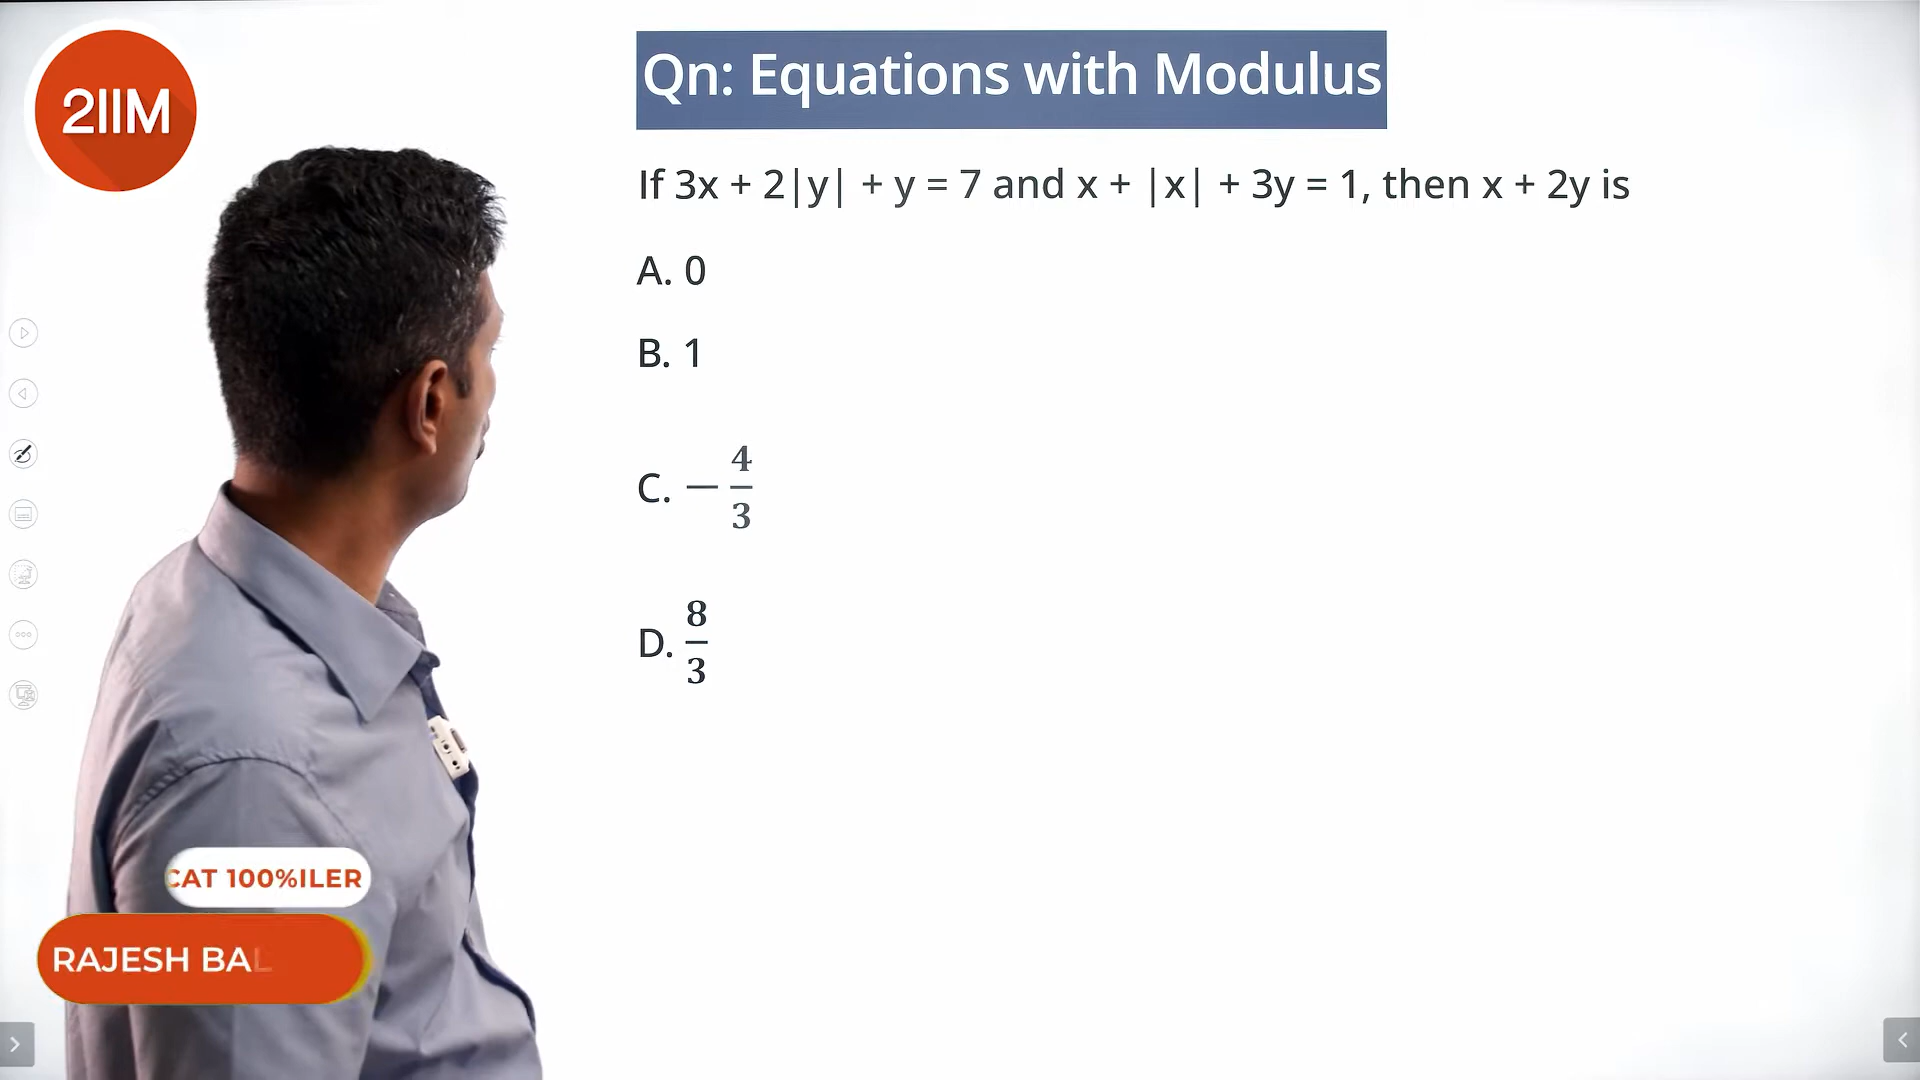 2IIM
Qn: Equations with Modulus
If 3x + 2|y| + y = 7 and x + |x| + 3y = 1, then x + 2y is
A. 0
B. 1
C. −4/3
D. 8/3
CAT 100%ILER
RAJESH BAL